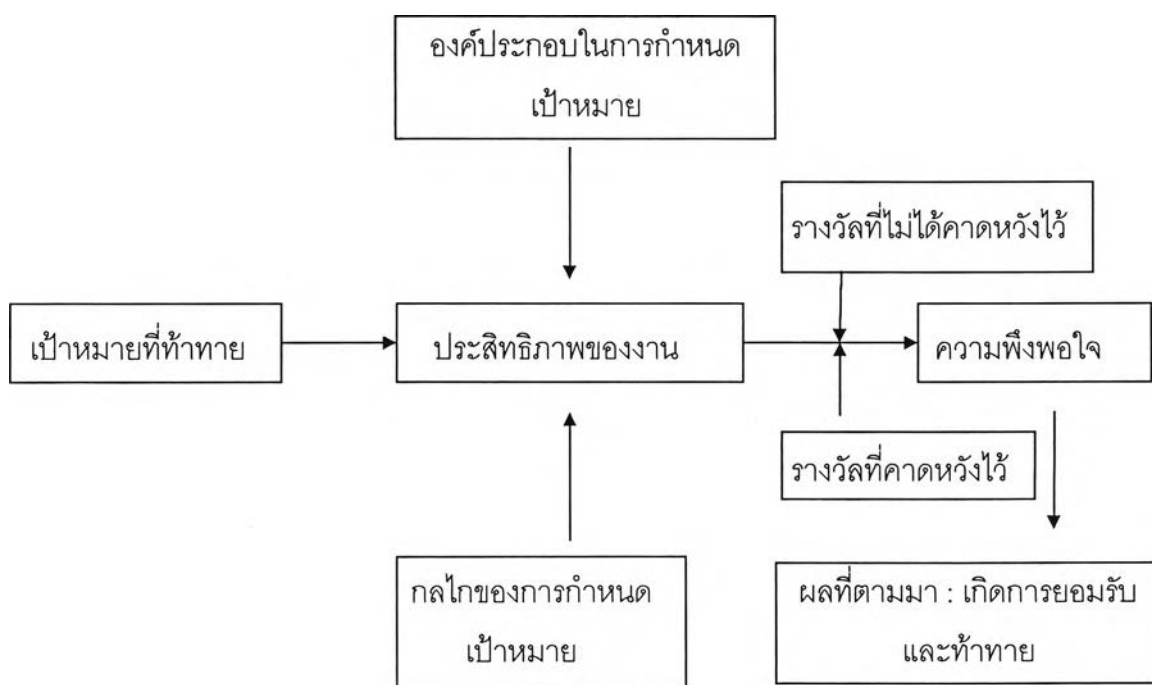 องค์ประกอบในการกำหนด
เป้าหมาย
รางวัลที่ไม่ได้คาดหวังไว้
เป้าหมายที่ท้าทาย
ประสิทธิภาพของงาน
ความพึงพอใจ
รางวัลที่คาดหวังไว้
กลไกของการกำหนด
เป้าหมาย
ผลที่ตามมา : เกิดการยอมรับ
และท้าทาย